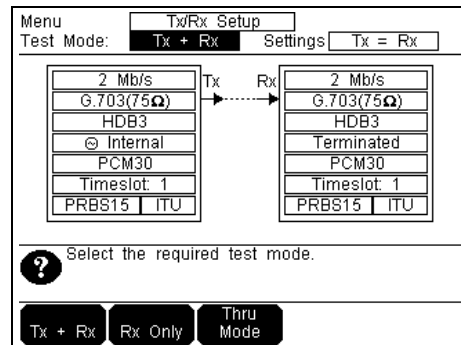 Menu Tx/Rx Setup
Test Mode: Tx + Rx Settings Tx = Rx
2 Mb/s Tx Rx 2 Mb/s
G.703(75Ω) G.703(75Ω)
HDB3 HDB3
Internal Terminated
PCM30 PCM30
Timeslot: 1 Timeslot: 1
PRBS15 ITU PRBS15 ITU
? Select the required test mode.
Tx + Rx Rx Only Thru Mode